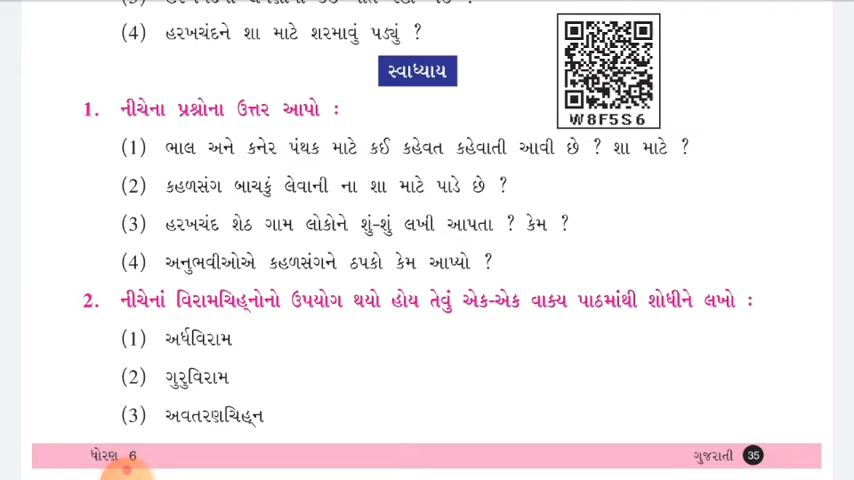 (4) હરખચંદને શા માટે શરમાવું પડ્યું ?
સ્વાધ્યાય
W8F5S6
1. નીચેના પ્રશ્નોના ઉત્તર આપો :
(1) ભાલ અને કનેર પંથક માટે કઈ કહેવત કહેવાતી આવી છે ? શા માટે ?
(2) કહળસંગ બાચકું લેવાની ના શા માટે પાડે છે ?
(3) હરખચંદ શેઠ ગામ લોકોને શું-શું લખી આપતા ? કેમ ?
(4) અનુભવીઓએ કહળસંગને ઠપકો કેમ આપ્યો ?
2. નીચેનાં વિરામચિહ્નોનો ઉપયોગ થયો હોય તેવું એક-એક વાક્ય પાઠમાંથી શોધીને લખો :
(1) અર્ધવિરામ
(2) ગુરુવિરામ
(3) અવતરણચિહ્ન
ધોરણ 6
ગુજરાતી 35